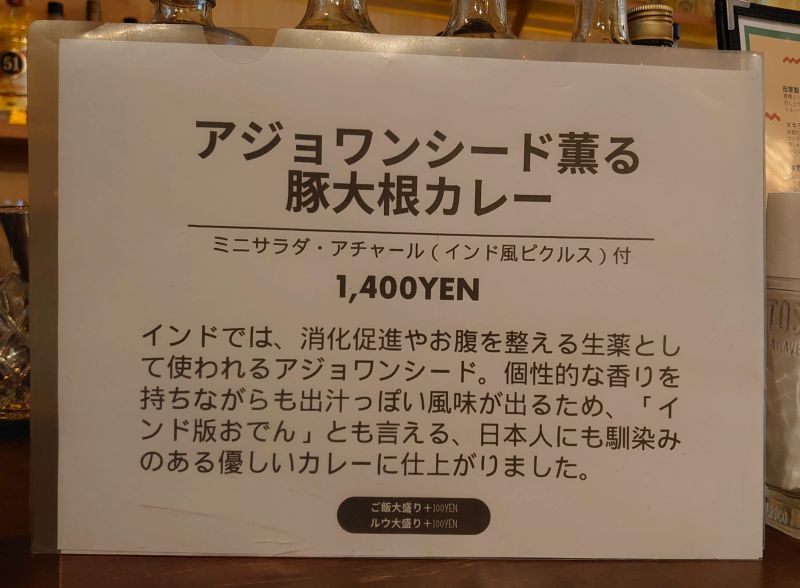 アジョワンシード薫る
豚大根カレー
ミニサラダ・アチャール（インド風ピクルス）付
1,400YEN
インドでは、消化促進やお腹を整える生薬とし
て使われるアジョワンシード。個性的な香りを
持ちながらも出汁っぽい風味が出るため、「イ
ンド版おでん」とも言える、日本人にも馴染み
のある優しいカレーに仕上がりました。
ご飯大盛り＋100YEN
ルウ大盛り＋100YEN
51